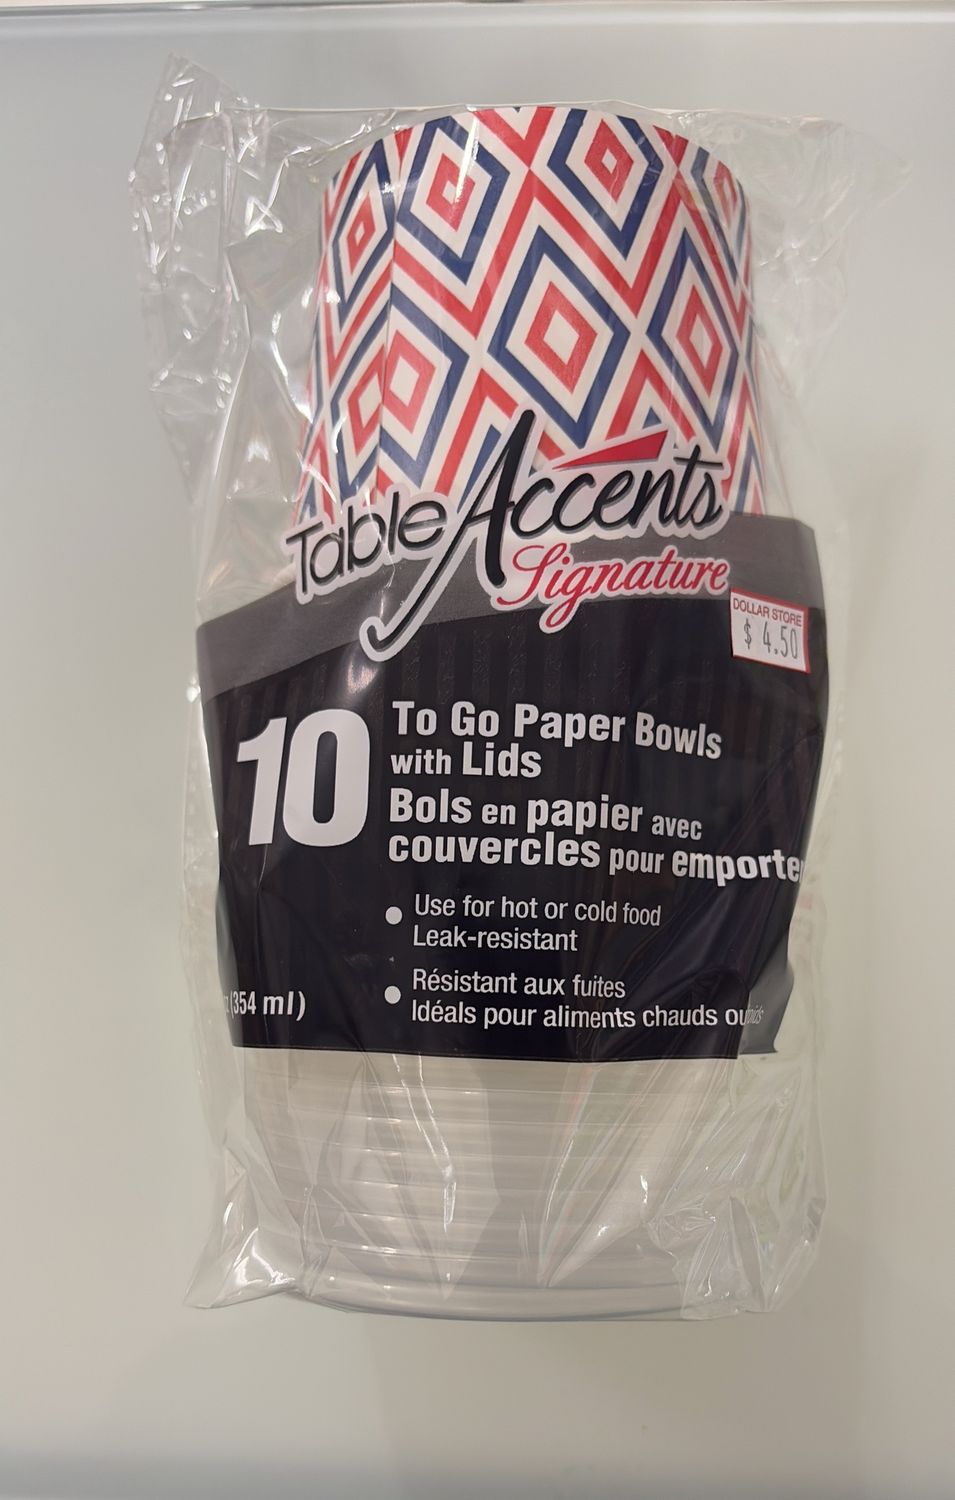 Table Accents
Signature
DOLLAR STORE
$ 4.50
10
To Go Paper Bowls
with Lids
Bols en papier avec
couvercles pour emporter
Use for hot or cold food
Leak-resistant
Résistant aux fuites
Idéals pour aliments chauds ou
(354 ml)